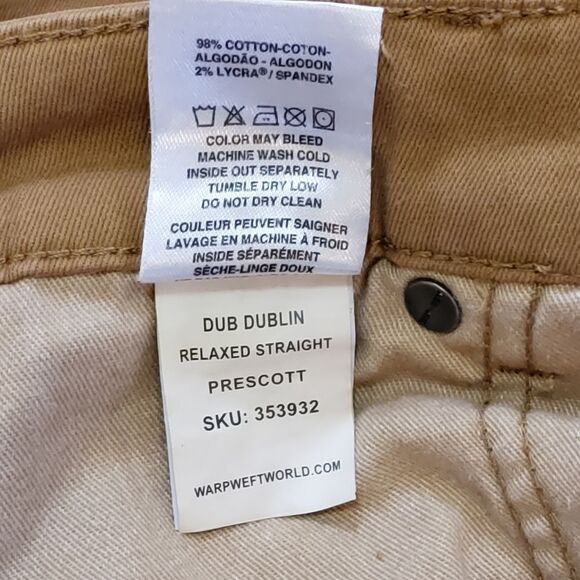 98% COTTON-COTON-
ALGODÃO - ALGODON
2% LYCRA®/ SPANDEX
COLOR MAY BLEED
MACHINE WASH COLD
INSIDE OUT SEPARATELY
TUMBLE DRY LOW
DO NOT DRY CLEAN
COULEUR PEUVENT SAIGNER
LAVAGE EN MACHINE À FROID
INSIDE SÉPARÉMENT
SÈCHE-LINGE DOUX
DUB DUBLIN
RELAXED STRAIGHT
PRESCOTT
SKU: 353932
WARPWEFTWORLD.COM